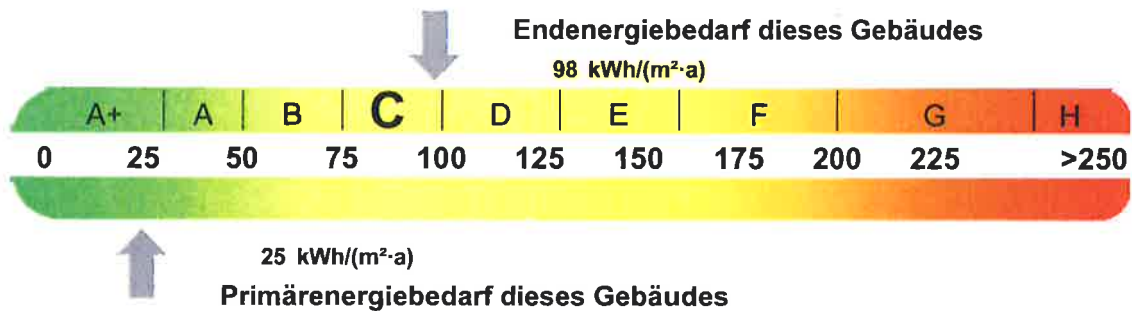 Endenergiebedarf dieses Gebäudes
98 kWh/(m²·a)
A+ A B C D E F G H
0 25 50 75 100 125 150 175 200 225 >250
25 kWh/(m²·a)
Primärenergiebedarf dieses Gebäudes